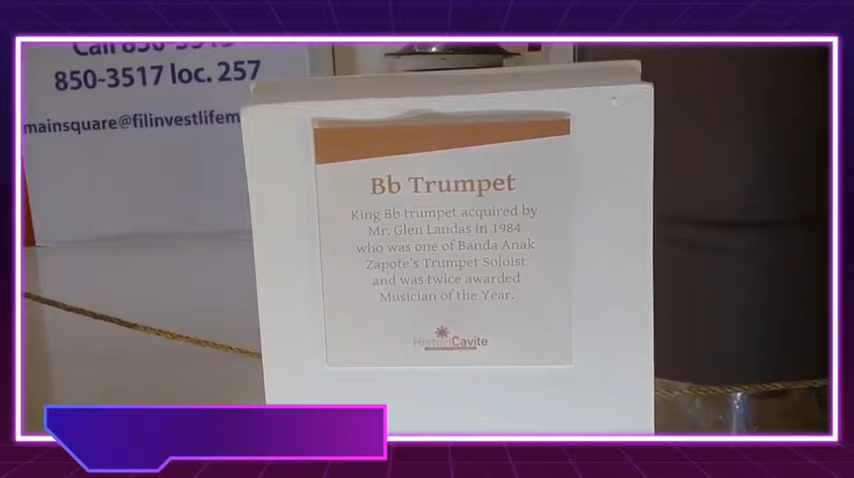 850-3517 loc. 257
mainsquare@filinvestlifem
Bb Trumpet
King Bb trumpet acquired by
Mr. Glen Landas in 1984
who was one of Banda Anak
Zapote's Trumpet Soloist
and was twice awarded
Musician of the Year.
HistoriCavite